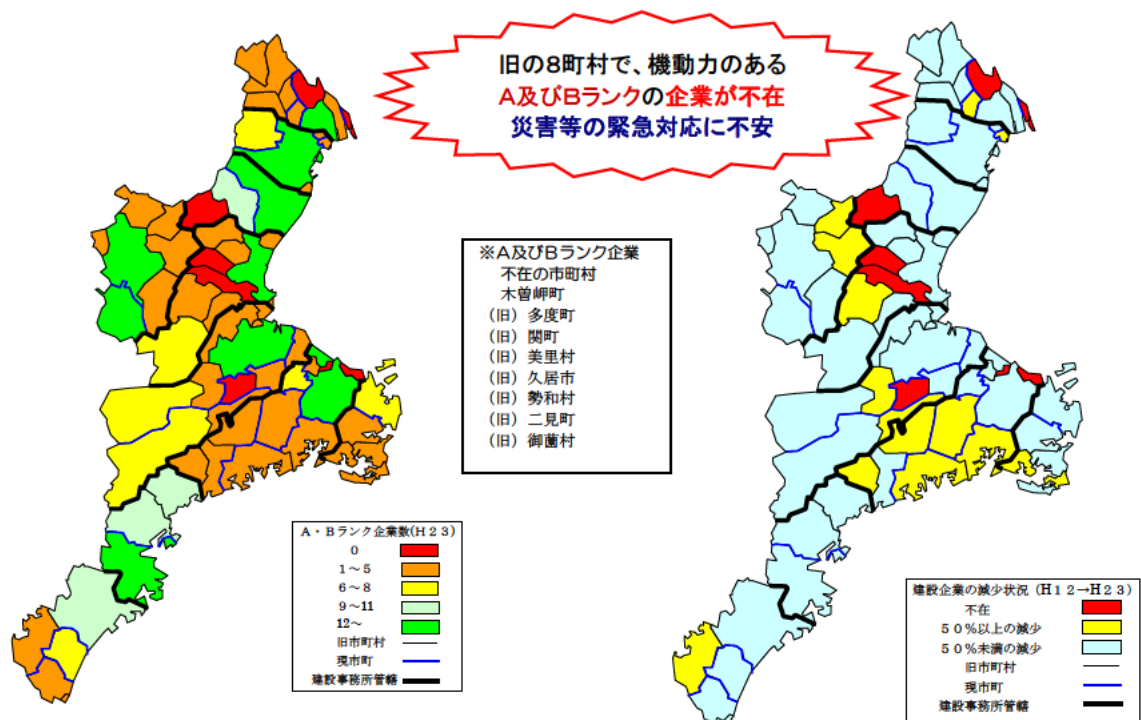 旧の8町村で、機動力のある
A及びBランクの企業が不在
災害等の緊急対応に不安
※A及びBランク企業
不在の市町村
木曽岬町
(旧) 多度町
(旧) 関町
(旧) 美里村
(旧) 久居市
(旧) 勢和村
(旧) 二見町
(旧) 御薗村
A・Bランク企業数(H23)
0
1~5
6~8
9~11
12~
旧市町村
現市町
建設事務所管轄
建設企業の減少状況 (H12→H23)
不在
50%以上の減少
50%未満の減少
旧市町村
現市町
建設事務所管轄